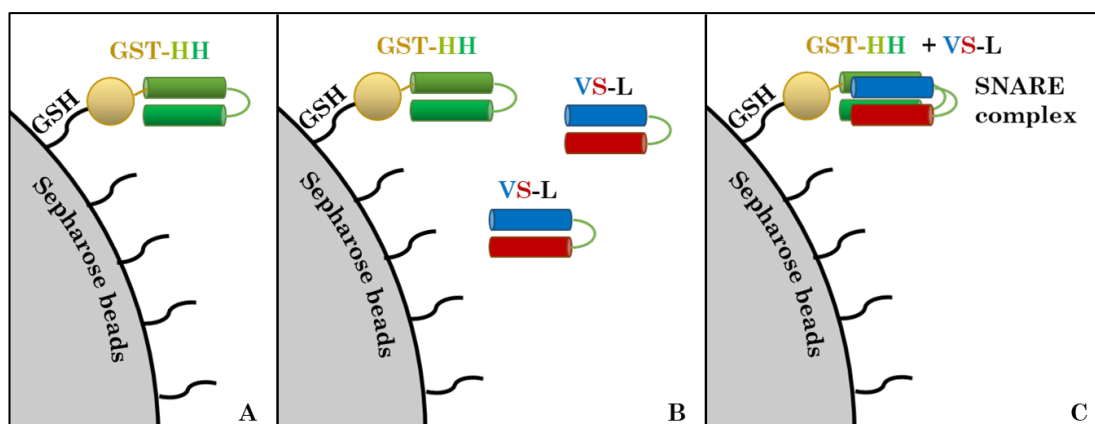 GST-HH
GSH
Sepharose beads
A
GST-HH
VS-L
GSH
VS-L
Sepharose beads
B
GST-HH + VS-L
SNARE
complex
GSH
Sepharose beads
C